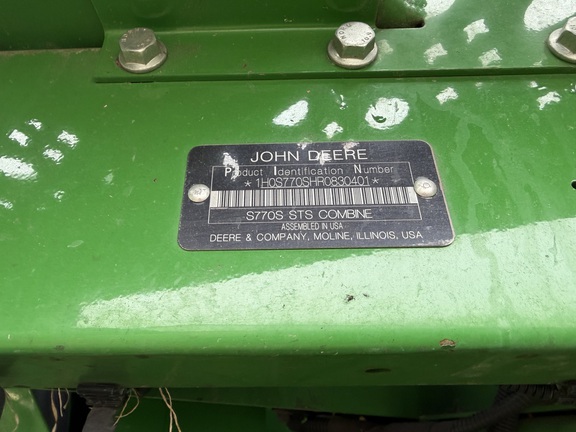 JOHN DEERE
Product Identification Number
*1H0S770SHR0830401*
S770S STS COMBINE
ASSEMBLED IN USA
DEERE & COMPANY, MOLINE, ILLINOIS, USA